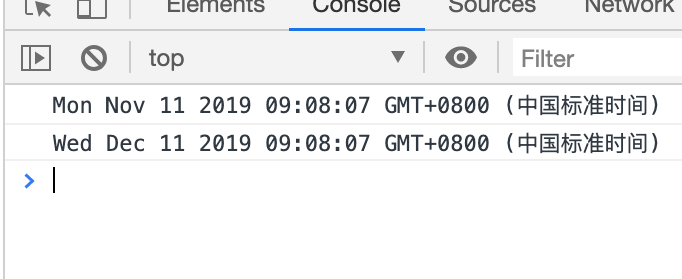 Elements Console Sources Network
top Filter
Mon Nov 11 2019 09:08:07 GMT+0800 (中国标准时间)
Wed Dec 11 2019 09:08:07 GMT+0800 (中国标准时间)